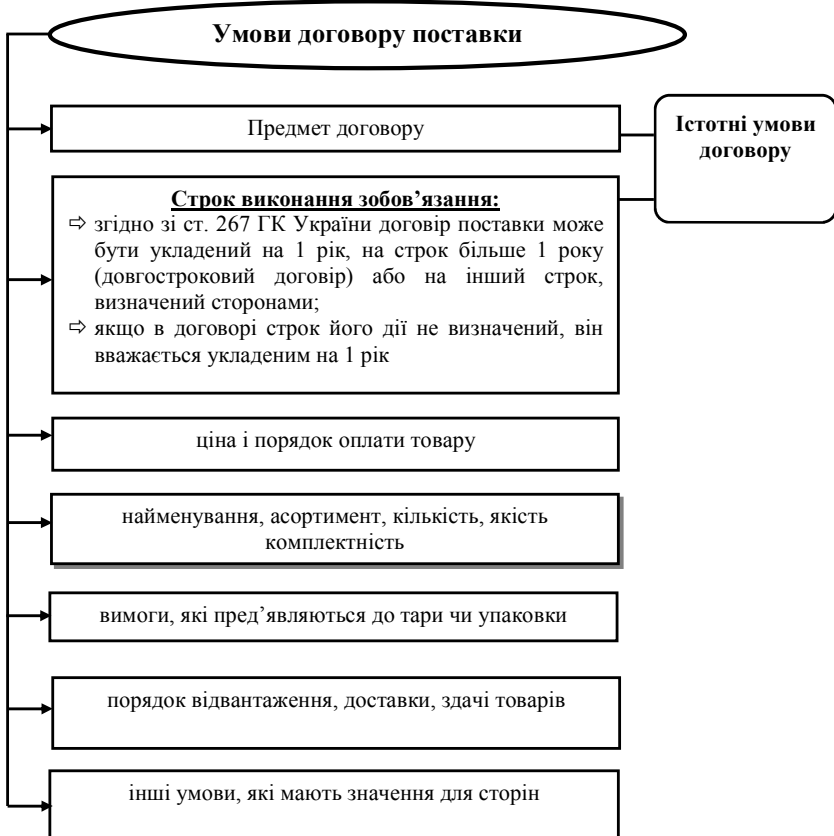 Умови договору поставки
Предмет договору
Істотні умови
договору
Строк виконання зобов’язання:
⇨ згідно зі ст. 267 ГК України договір поставки може
бути укладений на 1 рік, на строк більше 1 року
(довгостроковий договір) або на інший строк,
визначений сторонами;
⇨ якщо в договорі строк його дії не визначений, він
вважається укладеним на 1 рік
ціна і порядок оплати товару
найменування, асортимент, кількість, якість
комплектність
вимоги, які пред’являються до тари чи упаковки
порядок відвантаження, доставки, здачі товарів
інші умови, які мають значення для сторін